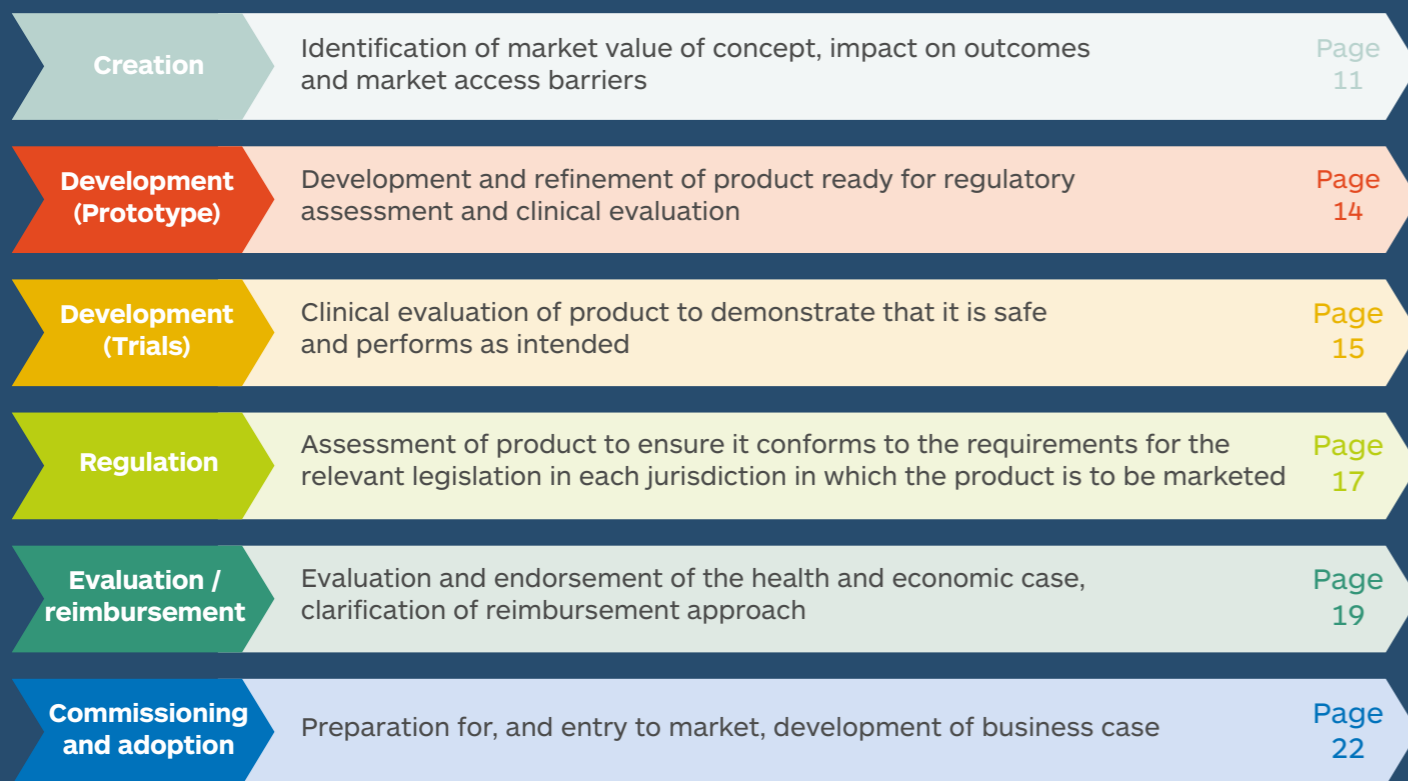 Creation
Identification of market value of concept, impact on outcomes
and market access barriers
Page
11
Development
(Prototype)
Development and refinement of product ready for regulatory
assessment and clinical evaluation
Page
14
Development
(Trials)
Clinical evaluation of product to demonstrate that it is safe
and performs as intended
Page
15
Regulation
Assessment of product to ensure it conforms to the requirements for the
relevant legislation in each jurisdiction in which the product is to be marketed
Page
17
Evaluation /
reimbursement
Evaluation and endorsement of the health and economic case,
clarification of reimbursement approach
Page
19
Commissioning
and adoption
Preparation for, and entry to market, development of business case
Page
22